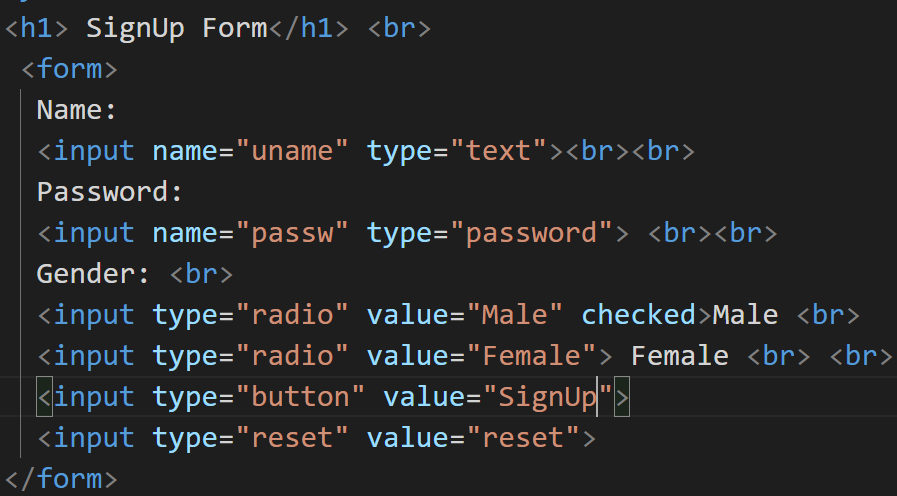 <h1> SignUp Form</h1> <br>
<form>
Name:
<input name="uname" type="text"><br><br>
Password:
<input name="passw" type="password"> <br><br>
Gender: <br>
<input type="radio" value="Male" checked>Male <br>
<input type="radio" value="Female"> Female <br> <br>
<input type="button" value="SignUp">
<input type="reset" value="reset">
</form>